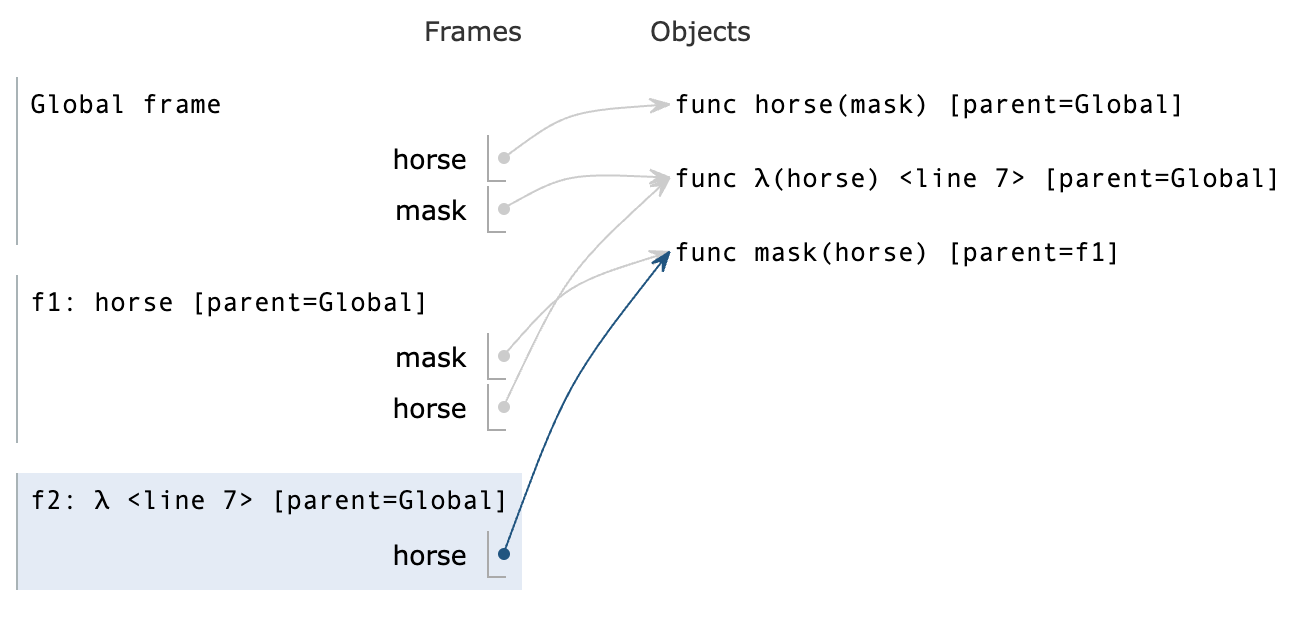 Frames Objects
Global frame
func horse(mask) [parent=Global]
horse
func λ(horse) <line 7> [parent=Global]
mask
func mask(horse) [parent=f1]
f1: horse [parent=Global]
mask
horse
f2: λ <line 7> [parent=Global]
horse